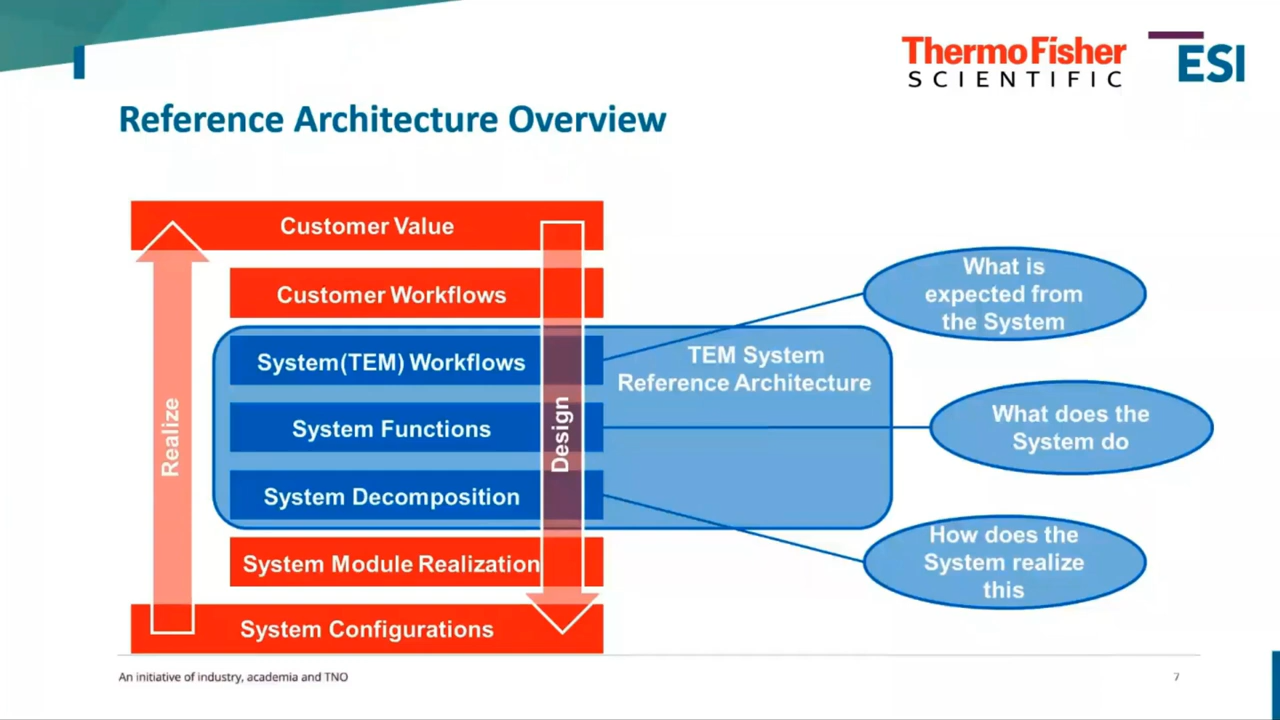 ThermoFisher
SCIENTIFIC
ESI
Reference Architecture Overview
Customer Value
Customer Workflows
System(TEM) Workflows
System Functions
System Decomposition
System Module Realization
System Configurations
Realize
Design
TEM System
Reference Architecture
What is
expected from
the System
What does the
System do
How does the
System realize
this
An initiative of industry, academia and TNO
7